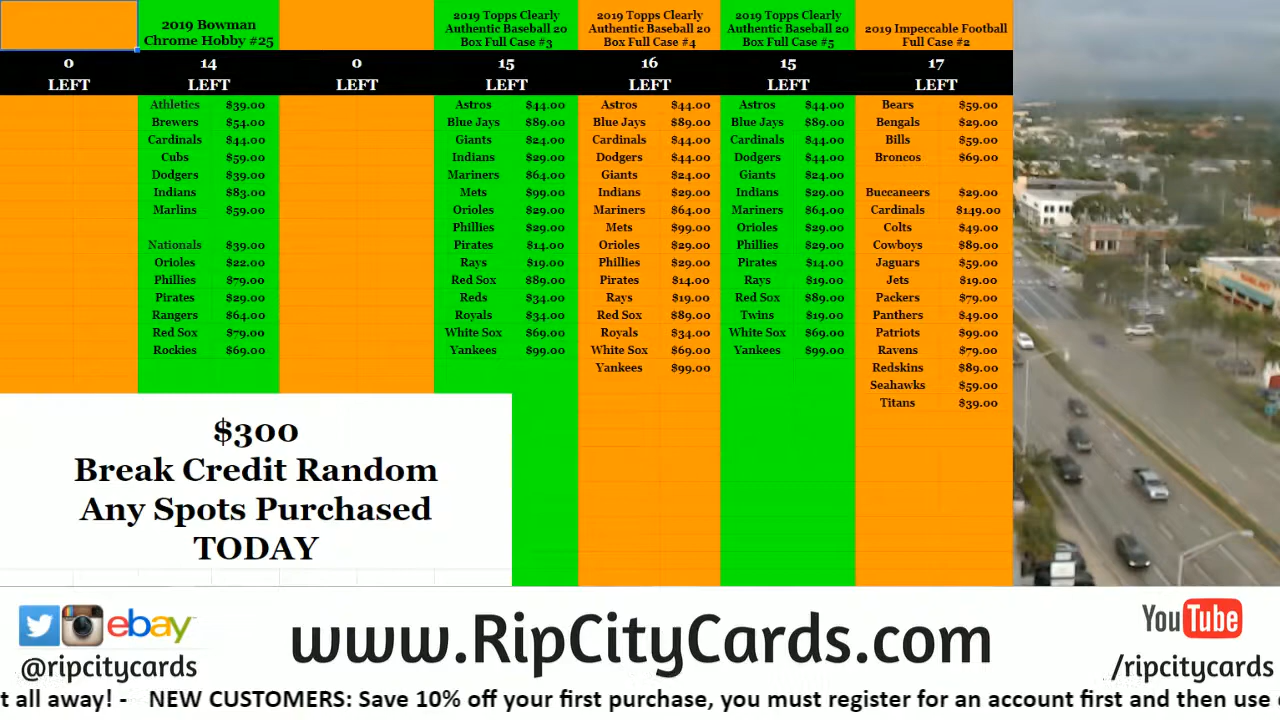 2019 Bowman
Chrome Hobby #25
2019 Topps Clearly
Authentic Baseball 20
Box Full Case #3
2019 Topps Clearly
Authentic Baseball 20
Box Full Case #4
2019 Topps Clearly
Authentic Baseball 20
Box Full Case #5
2019 Impeccable Football
Full Case #2
0
LEFT
14
LEFT
0
LEFT
15
LEFT
16
LEFT
15
LEFT
17
LEFT
Athletics $39.00
Brewers $54.00
Cardinals $44.00
Cubs $59.00
Dodgers $39.00
Indians $83.00
Marlins $59.00
Nationals $39.00
Orioles $22.00
Phillies $79.00
Pirates $29.00
Rangers $64.00
Red Sox $79.00
Rockies $69.00
Astros $44.00
Blue Jays $89.00
Giants $24.00
Indians $29.00
Mariners $64.00
Mets $99.00
Orioles $29.00
Phillies $29.00
Pirates $14.00
Rays $19.00
Red Sox $89.00
Reds $34.00
Royals $34.00
White Sox $69.00
Yankees $99.00
Astros $44.00
Blue Jays $89.00
Cardinals $44.00
Dodgers $44.00
Giants $24.00
Indians $29.00
Mariners $64.00
Mets $99.00
Orioles $29.00
Phillies $29.00
Pirates $14.00
Rays $19.00
Red Sox $89.00
Royals $34.00
White Sox $69.00
Yankees $99.00
Astros $44.00
Blue Jays $89.00
Cardinals $44.00
Dodgers $44.00
Giants $24.00
Indians $29.00
Mariners $64.00
Orioles $29.00
Phillies $29.00
Pirates $14.00
Rays $19.00
Red Sox $89.00
Twins $19.00
White Sox $69.00
Yankees $99.00
Bears $59.00
Bengals $29.00
Bills $59.00
Broncos $69.00
Buccaneers $29.00
Cardinals $149.00
Colts $49.00
Cowboys $89.00
Jaguars $59.00
Jets $19.00
Packers $79.00
Panthers $49.00
Patriots $99.00
Ravens $79.00
Redskins $89.00
Seahawks $59.00
Titans $39.00
$300
Break Credit Random
Any Spots Purchased
TODAY
ebay
@ripcitycards
www.RipCityCards.com
YouTube
/ripcitycards
t all away! - NEW CUSTOMERS: Save 10% off your first purchase, you must register for an account first and then use